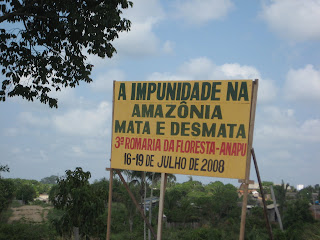 A IMPUNIDADE NA
AMAZÔNIA
MATA E DESMATA
3ª ROMARIA DA FLORESTA-ANAPU
16-19 DE JULHO DE 2008